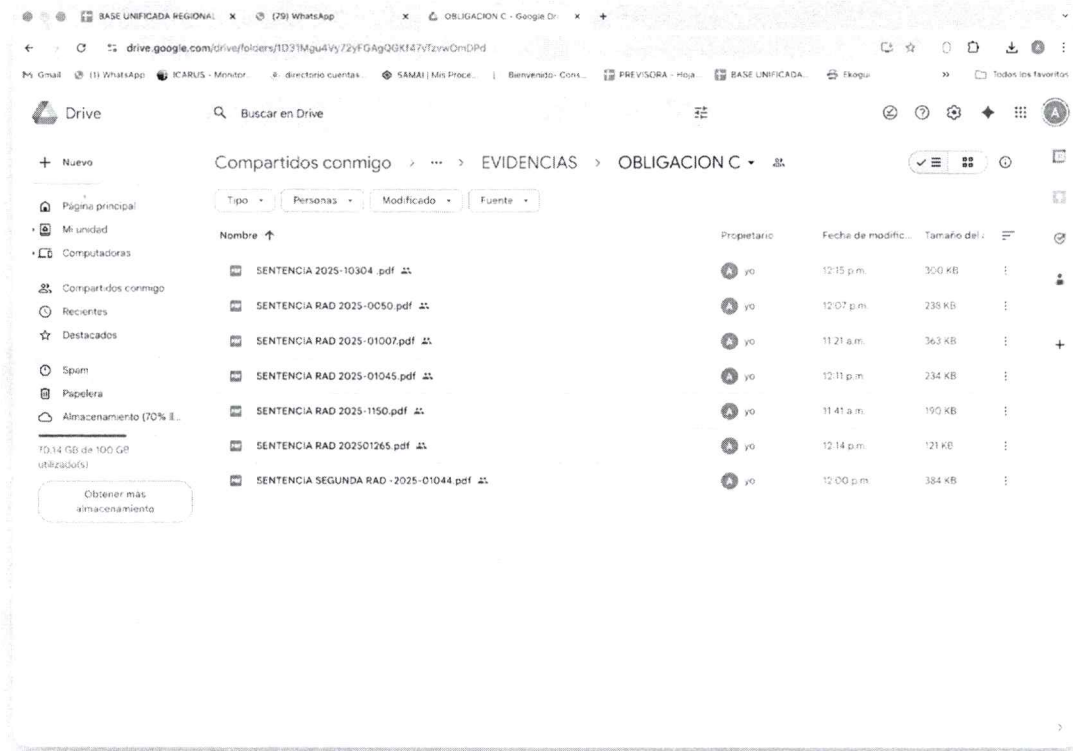 BASE UNIFICADA REGIONAL
(79) WhatsApp
OBLIGACION C - Google Dri
drive.google.com/drive/folders/
Gmail
(1) WhatsApp
ICARUS - Monitor...
directorio cuentas...
SAMAI | Mis Proce...
Bienvenido- Cons...
PREVISORA - Hoja...
BASE UNIFICADA...
Ekogui
»
Todos los favoritos
Drive
Buscar en Drive
A
Nuevo
Compartidos conmigo > ... > EVIDENCIAS > OBLIGACION C
Tipo
Personas
Modificado
Fuente
Página principal
Mi unidad
Computadoras
Compartidos conmigo
Recientes
Destacados
Spam
Papelera
Almacenamiento (70% ll...
70.14 GB de 100 GB
utilizado(s)
Obtener más
almacenamiento
Nombre
Propietario
Fecha de modific...
Tamaño del
SENTENCIA 2025-10304 .pdf
yo
12:15 p.m.
300 KB
SENTENCIA RAD 2025-0050.pdf
yo
12:07 p.m.
238 KB
SENTENCIA RAD 2025-01007.pdf
yo
11:21 a.m.
363 KB
SENTENCIA RAD 2025-01045.pdf
yo
12:11 p.m.
234 KB
SENTENCIA RAD 2025-1150.pdf
yo
11:41 a.m.
190 KB
SENTENCIA RAD 202501265.pdf
yo
12:14 p.m.
121 KB
SENTENCIA SEGUNDA RAD -2025-01044.pdf
yo
12:00 p.m.
384 KB